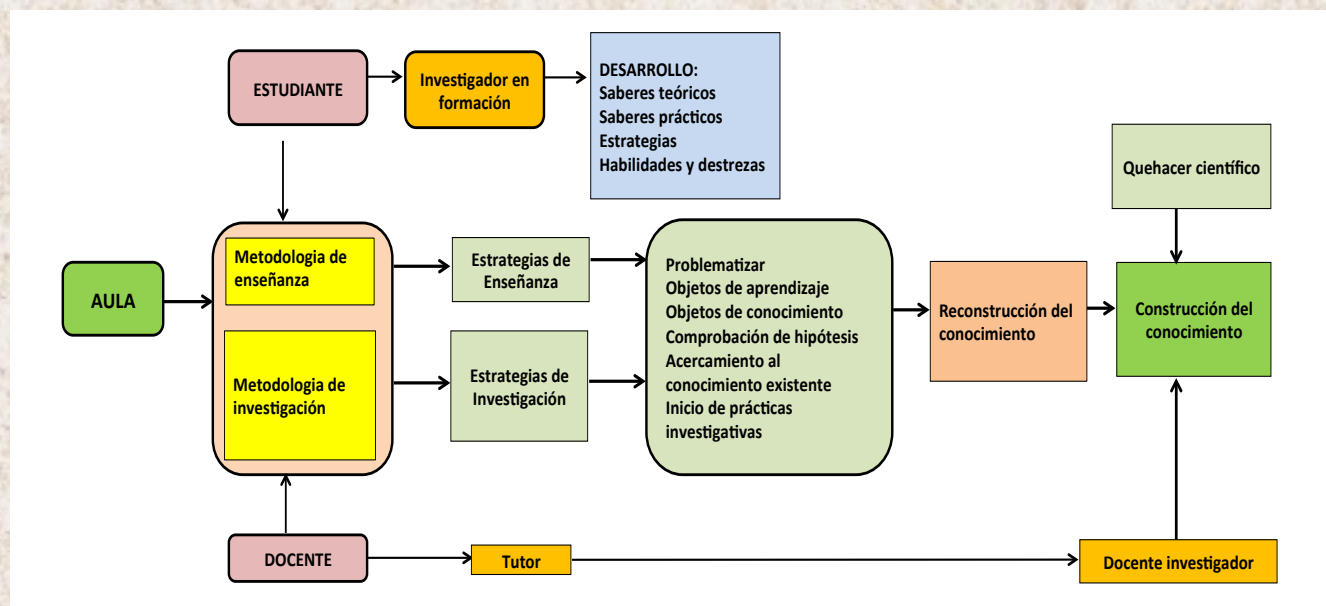 ESTUDIANTE
Investigador en
formación
DESARROLLO:
Saberes teóricos
Saberes prácticos
Estrategias
Habilidades y destrezas
Quehacer científico
AULA
Metodologia de
enseñanza
Metodologia de
investigación
Estrategias de
Enseñanza
Estrategias de
Investigación
Problematizar
Objetos de aprendizaje
Objetos de conocimiento
Comprobación de hipótesis
Acercamiento al
conocimiento existente
Inicio de prácticas
investigativas
Reconstrucción del
conocimiento
Construcción del
conocimiento
DOCENTE
Tutor
Docente investigador